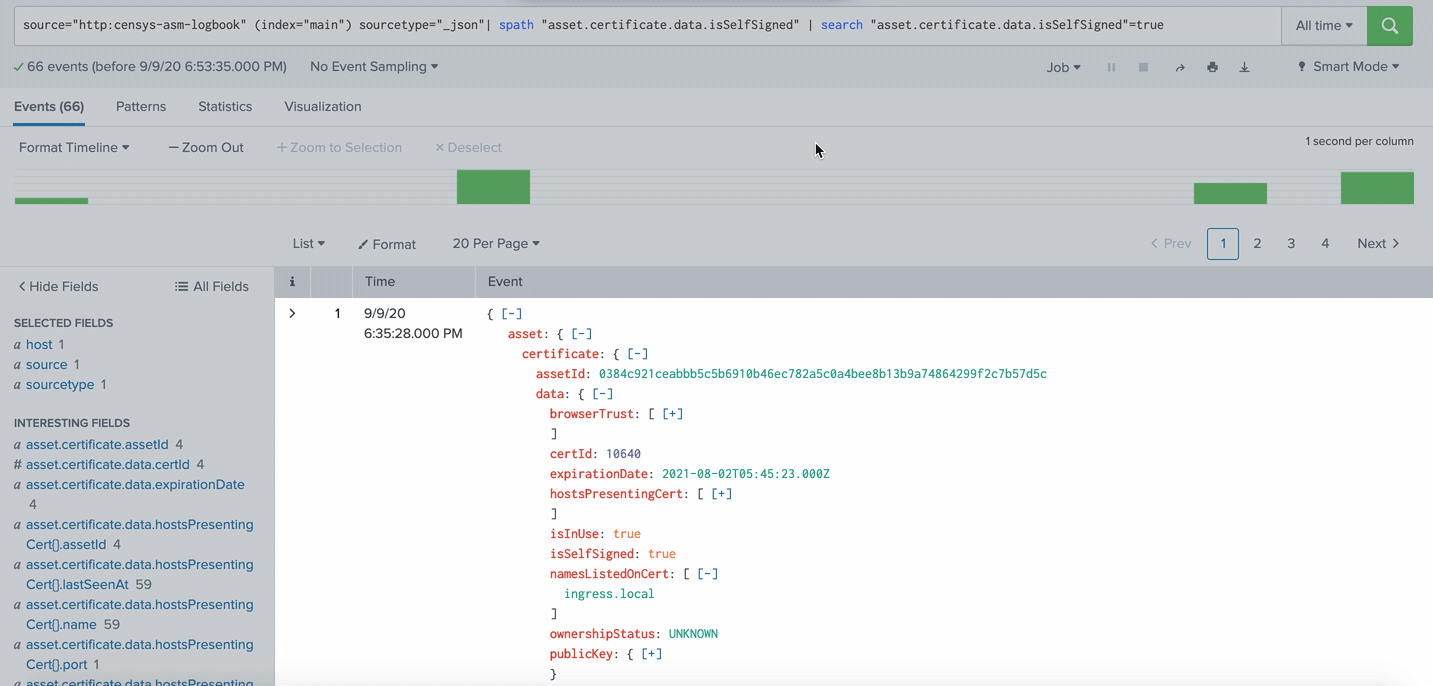 source="http:censys-asm-logbook" (index="main") sourcetype="_json"| spath "asset.certificate.data.isSelfSigned" | search "asset.certificate.data.isSelfSigned"=true
All time
66 events (before 9/9/20 6:53:35.000 PM)
No Event Sampling
Job
Smart Mode
Events (66)
Patterns
Statistics
Visualization
Format Timeline
— Zoom Out
+ Zoom to Selection
× Deselect
1 second per column
List
Format
20 Per Page
< Prev
1
2
3
4
Next >
< Hide Fields
All Fields
i
Time
Event
SELECTED FIELDS
a host 1
a source 1
a sourcetype 1
INTERESTING FIELDS
a asset.certificate.assetId 4
# asset.certificate.data.certId 4
a asset.certificate.data.expirationDate
4
a asset.certificate.data.hostsPresenting
Cert{}.assetId 4
a asset.certificate.data.hostsPresenting
Cert{}.lastSeenAt 59
a asset.certificate.data.hostsPresenting
Cert{}.name 59
a asset.certificate.data.hostsPresenting
Cert{}.port 1
a asset.certificate.data.hostsPresenting
> 1
9/9/20
6:35:28.000 PM
{ [-]
asset: { [-]
certificate: { [-]
assetId: 0384c921ceabbb5c5b6910b46ec782a5c0a4bee8b13b9a74864299f2c7b57d5c
data: { [-]
browserTrust: [ [+]
]
certId: 10640
expirationDate: 2021-08-02T05:45:23.000Z
hostsPresentingCert: [ [+]
]
isInUse: true
isSelfSigned: true
namesListedOnCert: [ [-]
ingress.local
]
ownershipStatus: UNKNOWN
publicKey: { [+]
}